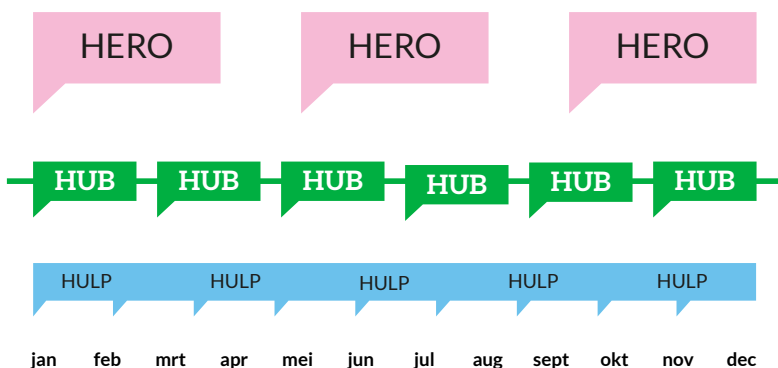 HERO HERO HERO
HUB HUB HUB HUB HUB HUB
HULP HULP HULP HULP HULP
jan feb mrt apr mei jun jul aug sept okt nov dec